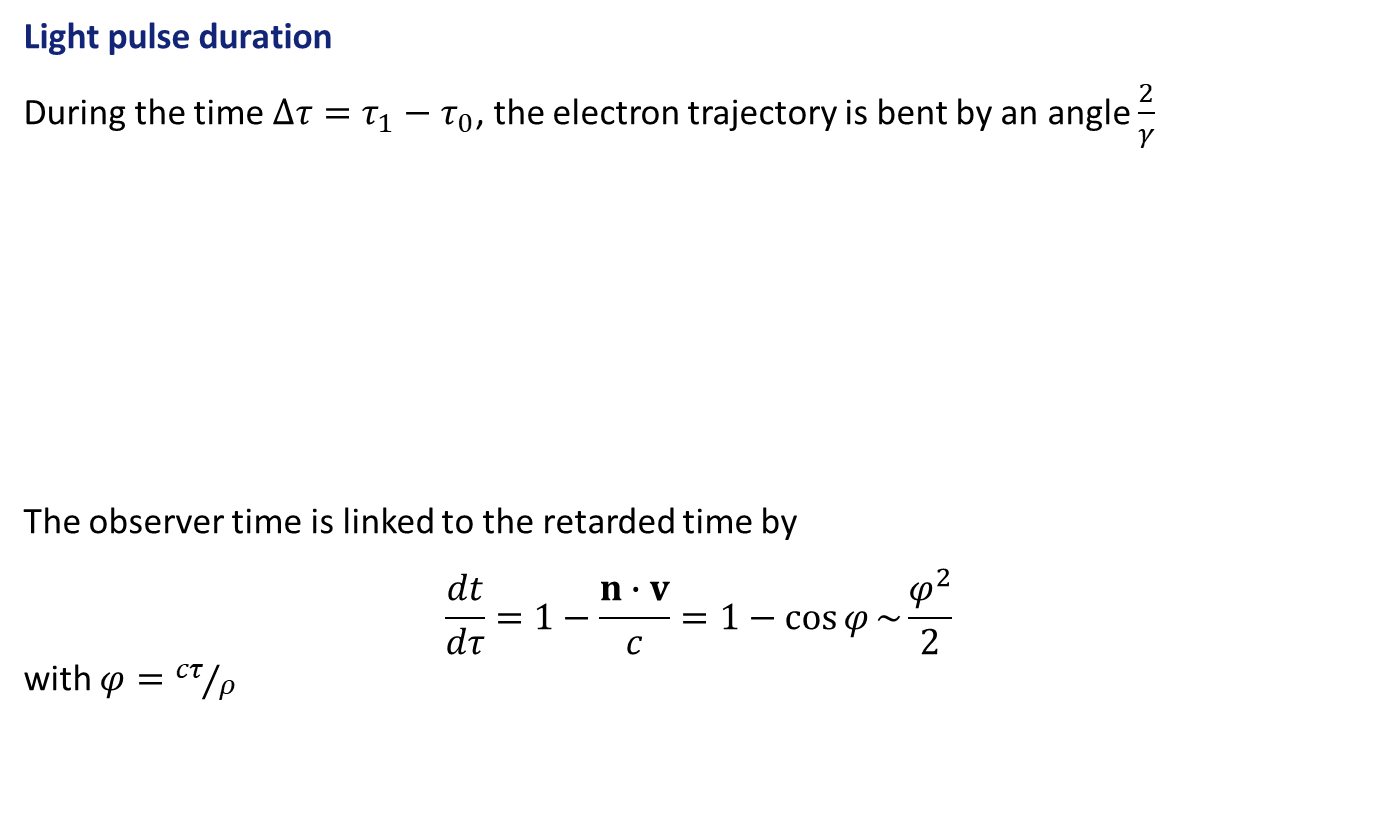 Light pulse duration
During the time Δτ = τ₁ − τ₀, the electron trajectory is bent by an angle 2/γ
The observer time is linked to the retarded time by
dt/dτ = 1 − n · v/c = 1 − cos φ ~ φ²/2
with φ = cτ/ρ